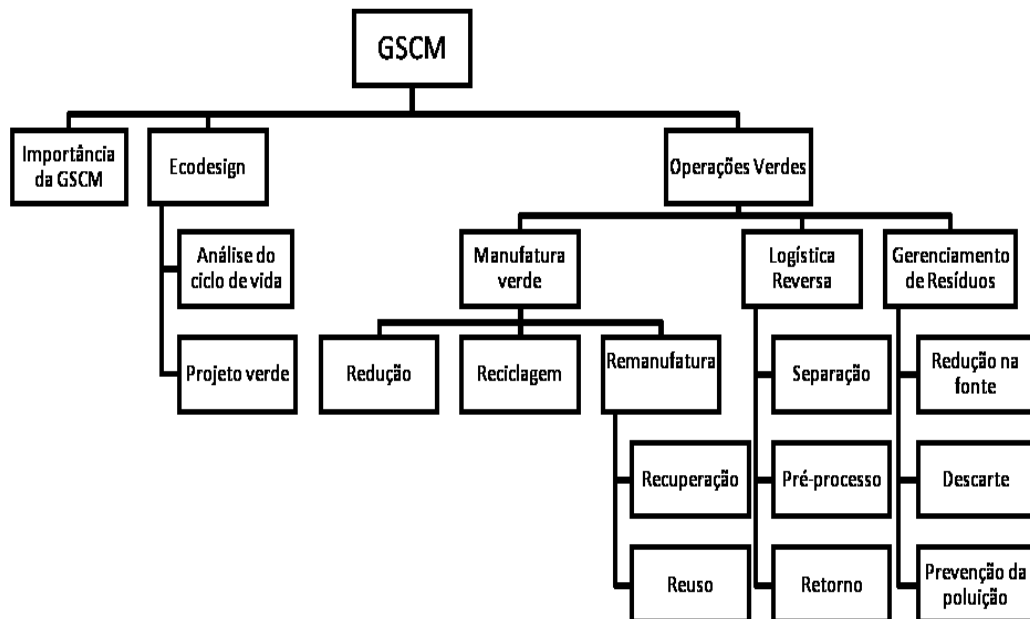 GSCM
Importância
da GSCM
Ecodesign
Operações Verdes
Análise do
ciclo de vida
Projeto verde
Manufatura
verde
Logística
Reversa
Gerenciamento
de Resíduos
Redução
Reciclagem
Remanufatura
Separação
Redução na
fonte
Recuperação
Pré-processo
Descarte
Reuso
Retorno
Prevenção da
poluição